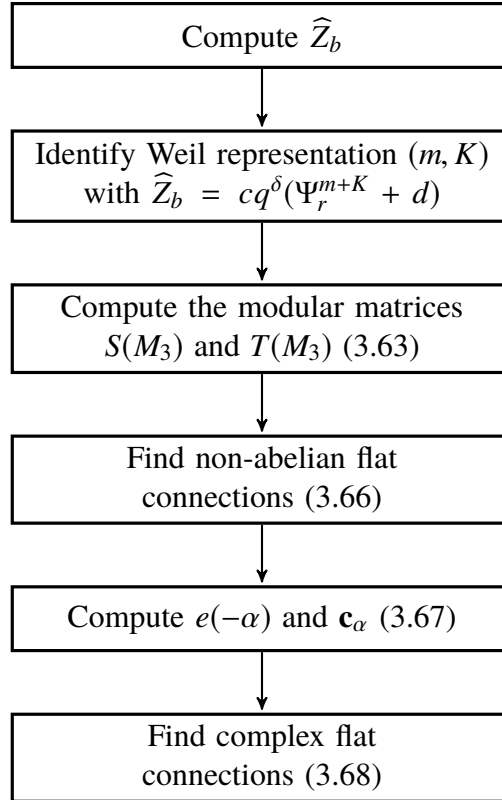 Compute $\widehat{Z}_b$
Identify Weil representation $(m, K)$
with $\widehat{Z}_b = cq^{\delta}(\Psi_r^{m+K} + d)$
Compute the modular matrices
$S(M_3)$ and $T(M_3)$ (3.63)
Find non-abelian flat
connections (3.66)
Compute $e(-\alpha)$ and $\mathbf{c}_\alpha$ (3.67)
Find complex flat
connections (3.68)